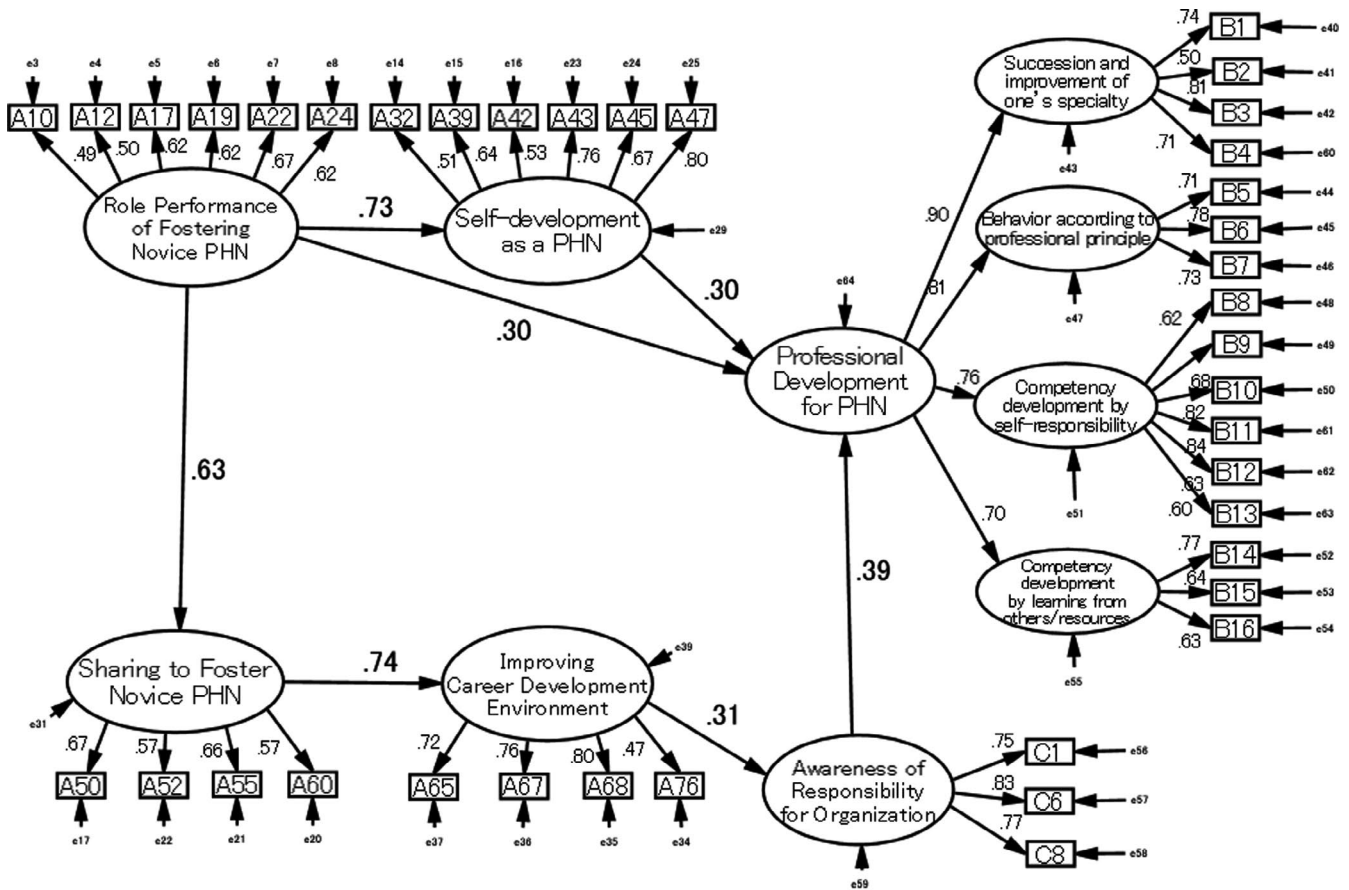 e3 e4 e5 e6 e7 e8 e14 e15 e16 e23 e24 e25
A10 A12 A17 A19 A22 A24 A32 A39 A42 A43 A45 A47
.49 .50 .62 .62 .67 .62 .51 .64 .53 .76 .67 .80
Role Performance
of Fostering
Novice PHN
.73
Self-development
as a PHN
e29
.30
.30
.63
Sharing to Foster
Novice PHN
e31
.67 .57 .66 .57
A50 A52 A55 A60
e17 e22 e21 e20
.74
Improving
Career Development
Environment
e39
.72 .76 .80 .47
A65 A67 A68 A76
e37 e36 e35 e34
.31
Awareness of
Responsibility
for Organization
e59
.75 C1 e56
.83 C6 e57
.77 C8 e58
.39
e64
Professional
Development
for PHN
.90
.81
.76
.70
Succession and
improvement of
one's specialty
e43
.74 B1 e40
.50 B2 e41
.81 B3 e42
.71 B4 e60
Behavior according to
professional principle
e47
.71 B5 e44
.78 B6 e45
.73 B7 e46
Competency
development by
self-responsibility
e51
.62 B8 e48
B9 e49
.68 B10 e50
.82 B11 e61
.84 B12 e62
.63
.60 B13 e63
Competency
development
by learning from
others/resources
e55
.77 B14 e52
.64 B15 e53
.63 B16 e54